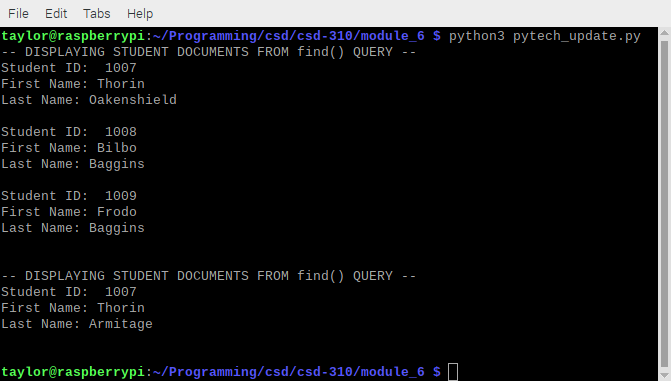 File Edit Tabs Help
taylor@raspberrypi:~/Programming/csd/csd-310/module_6 $ python3 pytech_update.py
-- DISPLAYING STUDENT DOCUMENTS FROM find() QUERY --
Student ID:  1007
First Name: Thorin
Last Name: Oakenshield

Student ID:  1008
First Name: Bilbo
Last Name: Baggins

Student ID:  1009
First Name: Frodo
Last Name: Baggins


-- DISPLAYING STUDENT DOCUMENTS FROM find() QUERY --
Student ID:  1007
First Name: Thorin
Last Name: Armitage


taylor@raspberrypi:~/Programming/csd/csd-310/module_6 $